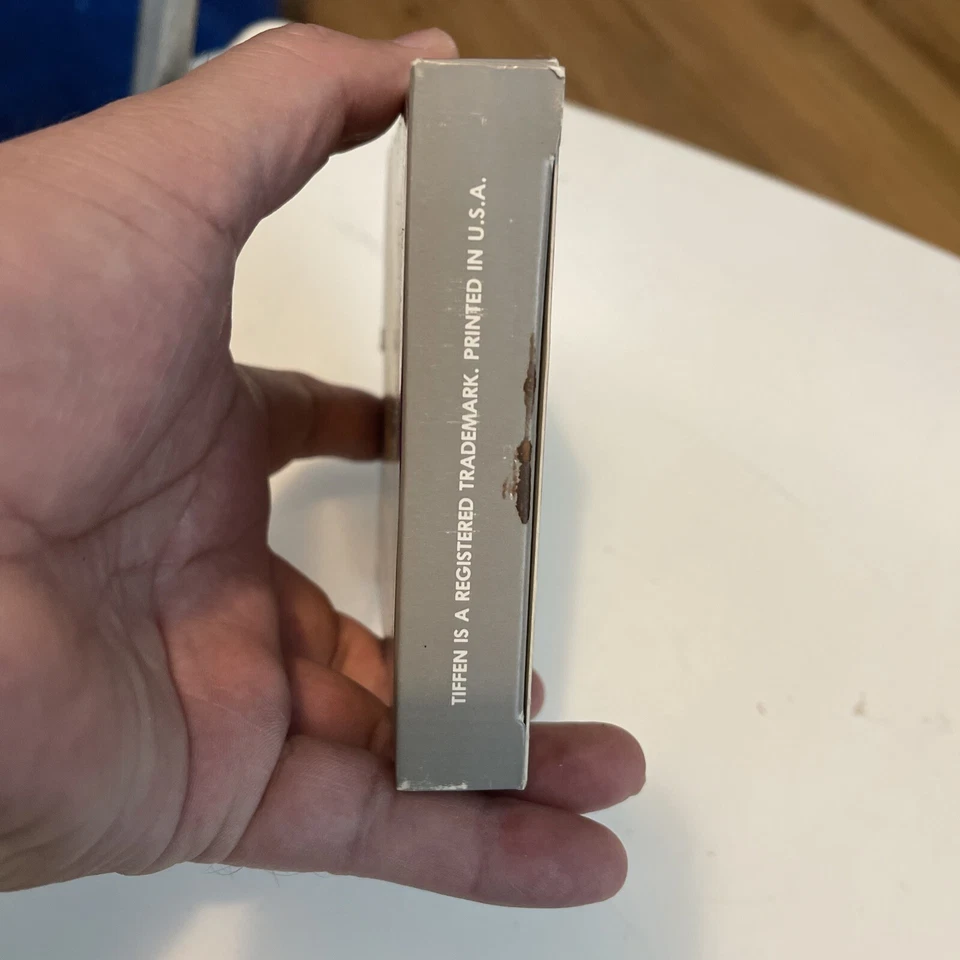 TIFFEN IS A REGISTERED TRADEMARK. PRINTED IN U.S.A.